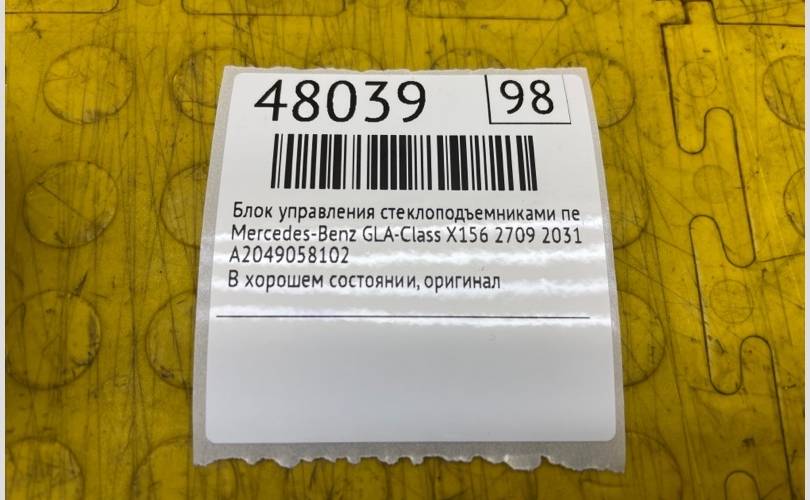 48039 98
Блок управления стеклоподъемниками пе
Mercedes-Benz GLA-Class X156 2709 2031
A2049058102
В хорошем состоянии, оригинал